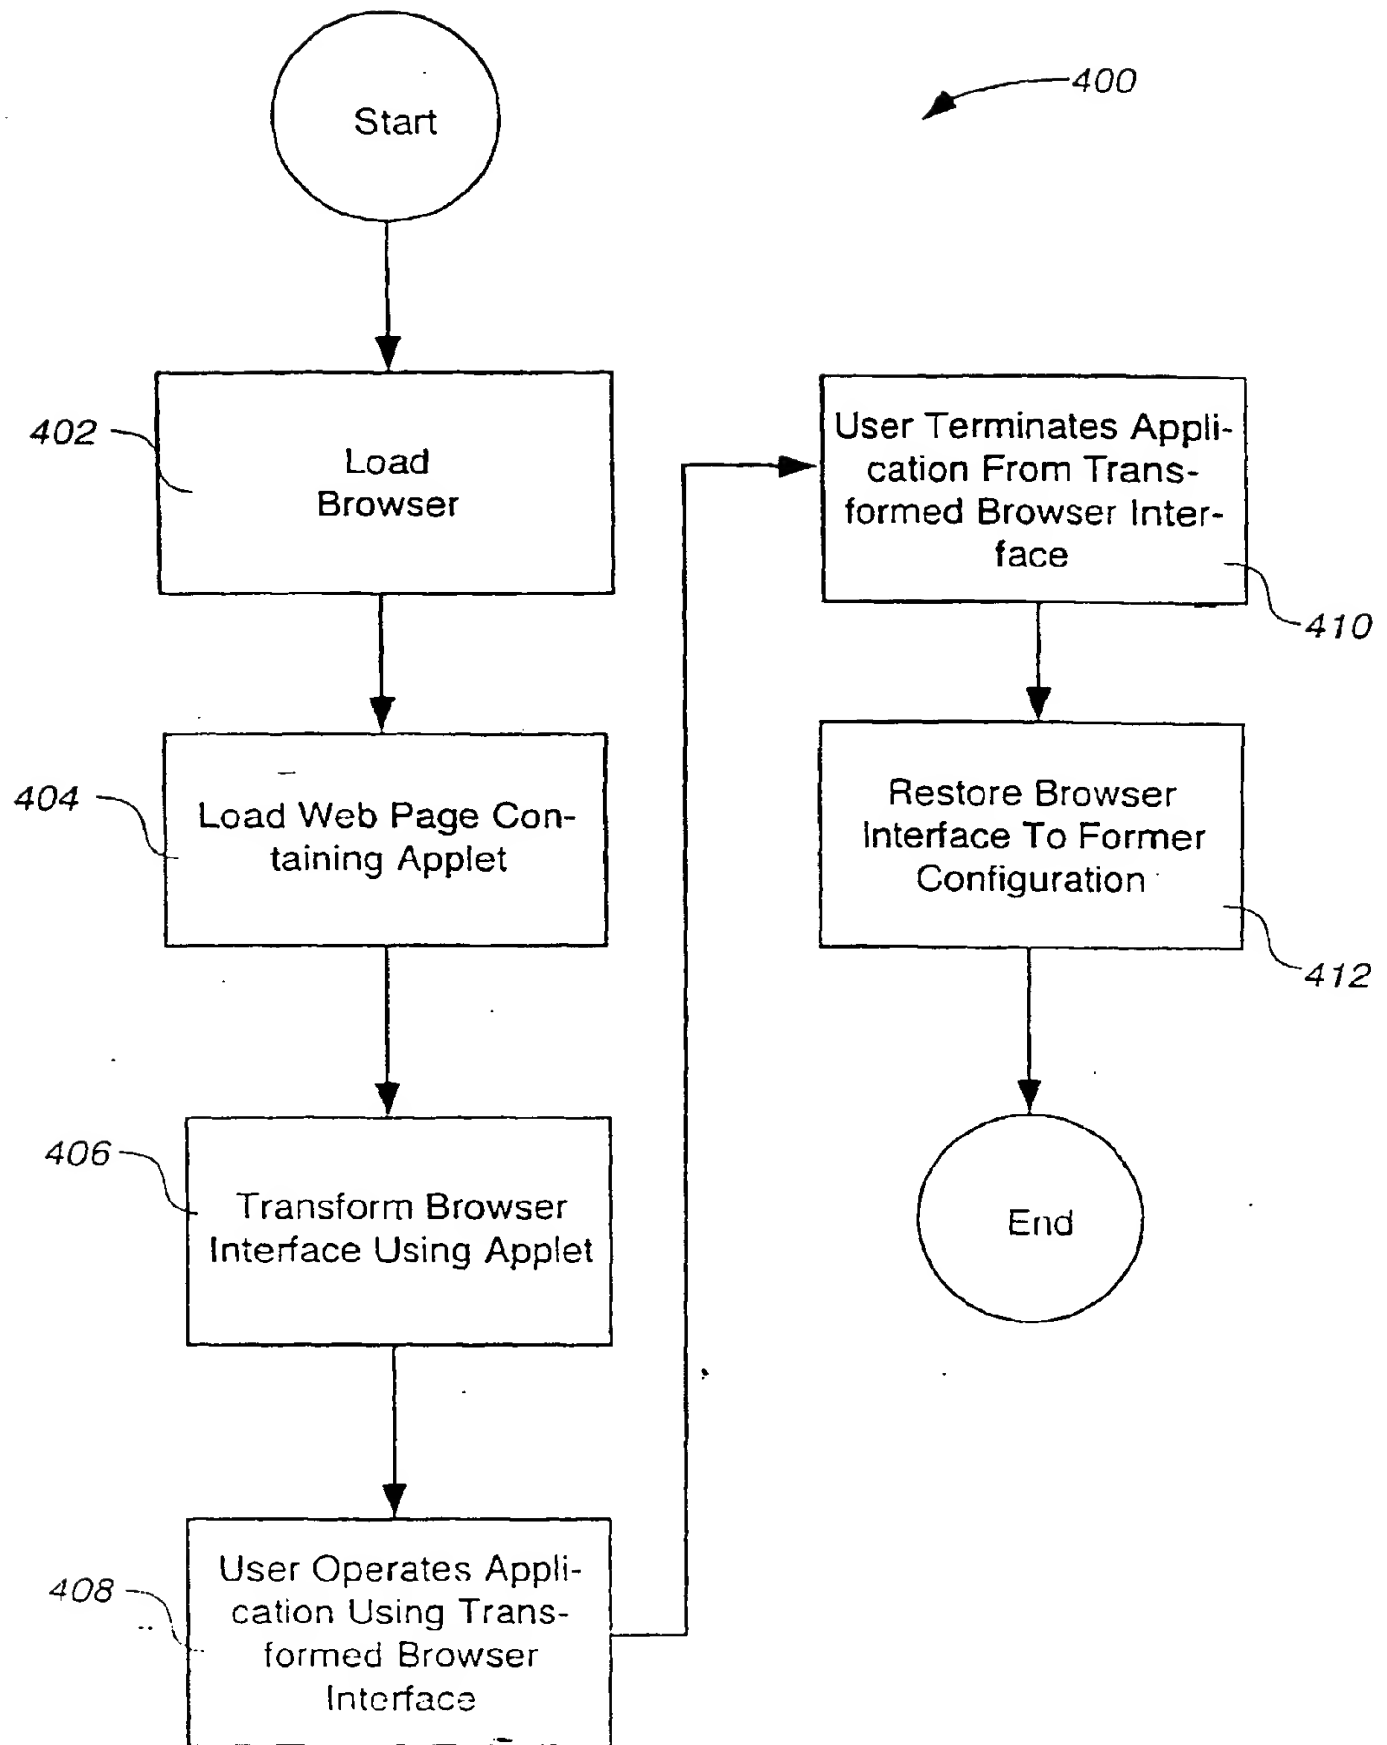 Start
400
402
Load
Browser
404
Load Web Page Con-
taining Applet
406
Transform Browser
Interface Using Applet
408
User Operates Appli-
cation Using Trans-
formed Browser
Interface
User Terminates Appli-
cation From Trans-
formed Browser Inter-
face
410
Restore Browser
Interface To Former
Configuration
412
End